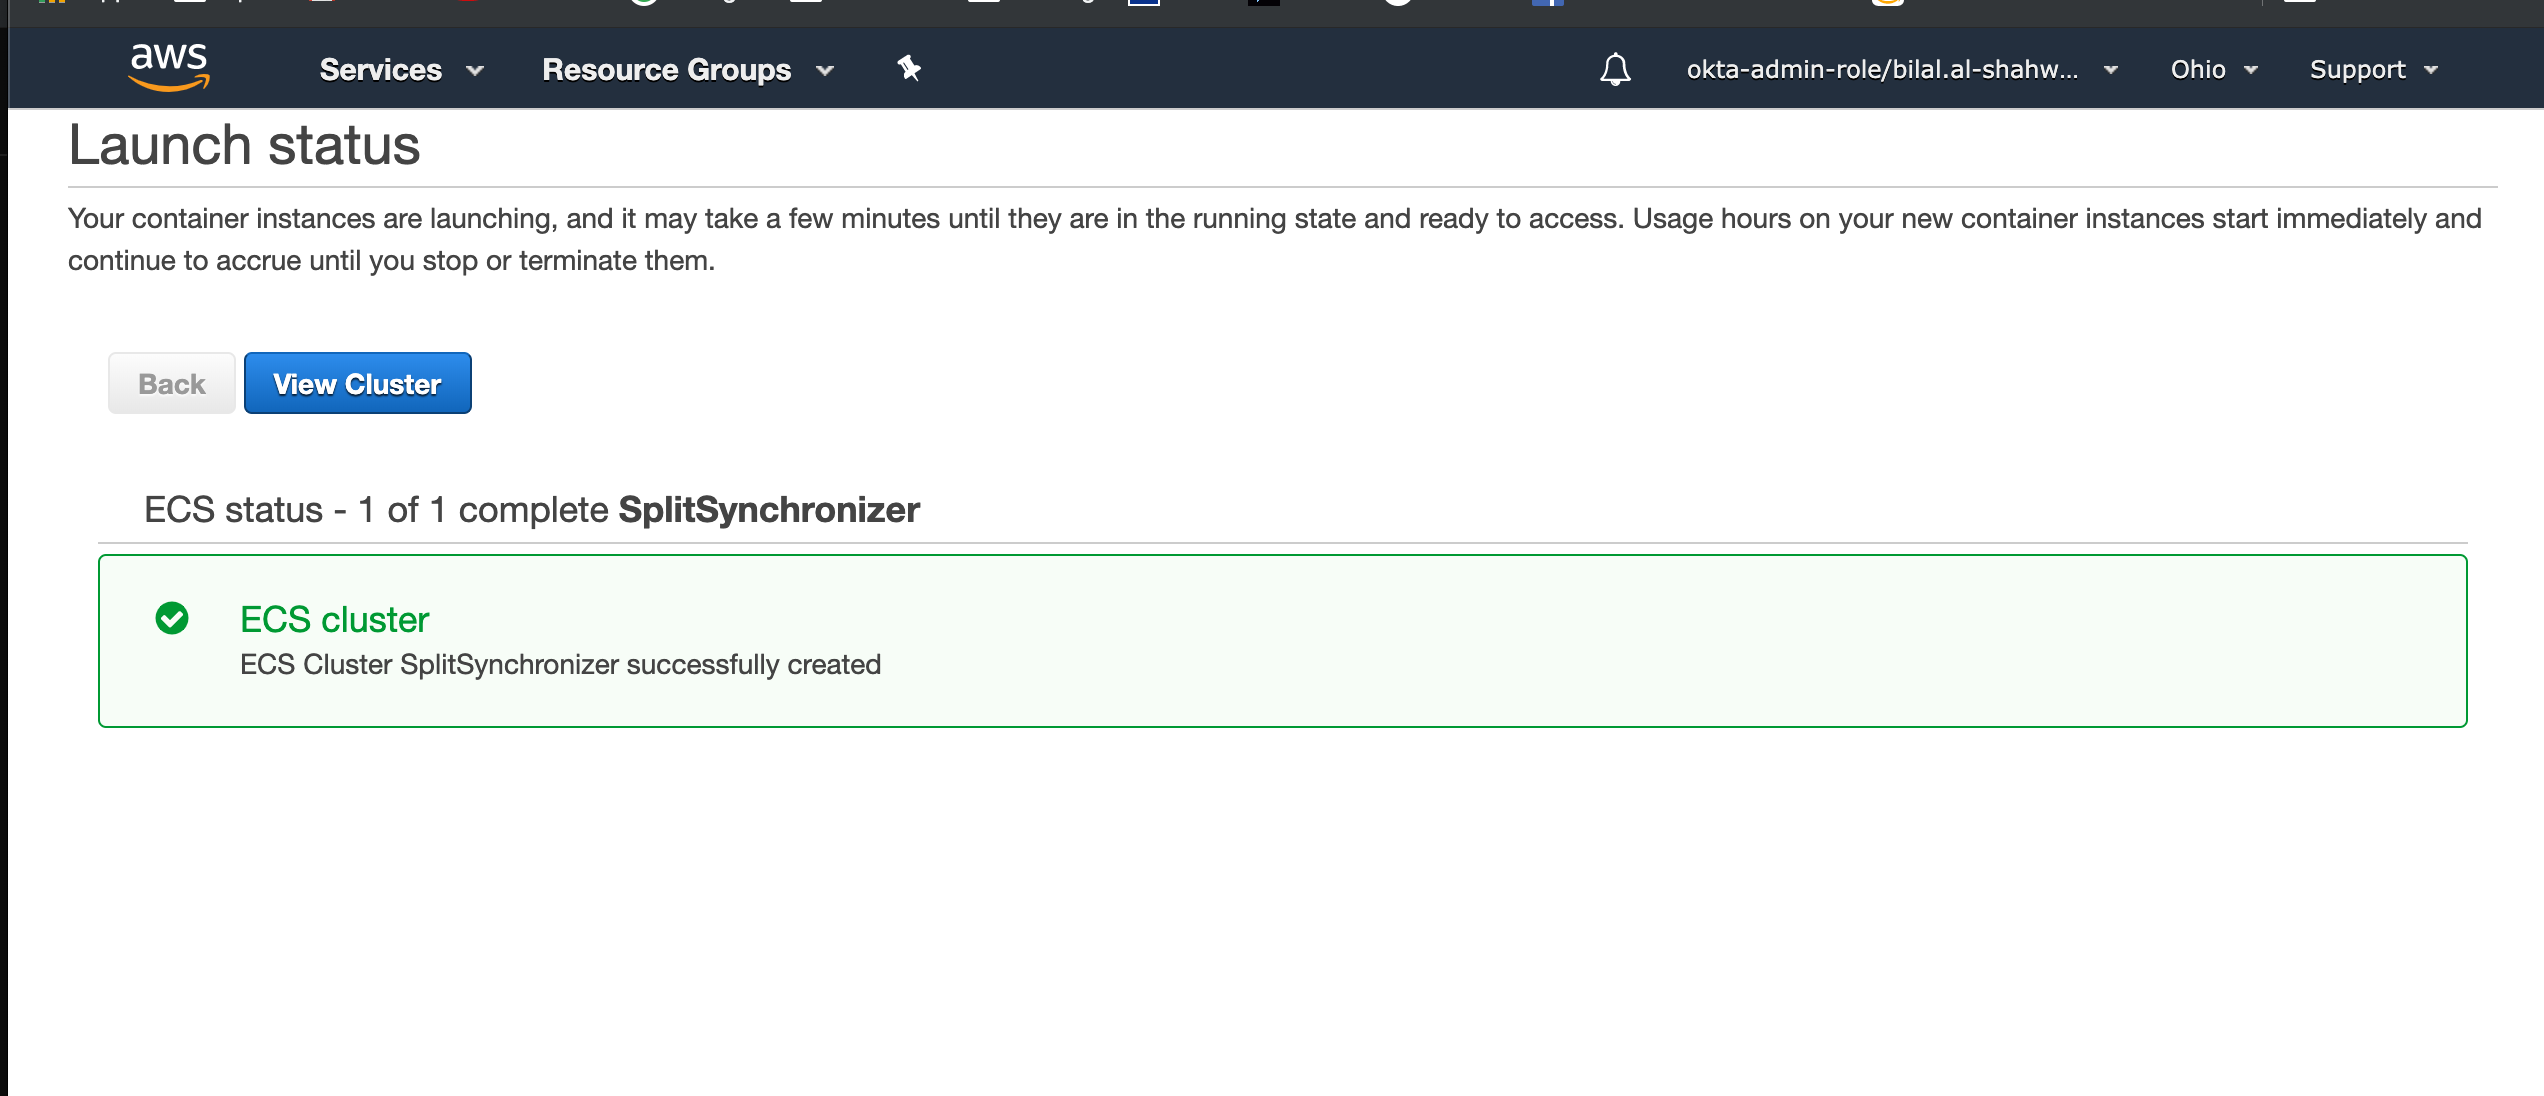 aws Services Resource Groups okta-admin-role/bilal.al-shahw... Ohio Support
Launch status
Your container instances are launching, and it may take a few minutes until they are in the running state and ready to access. Usage hours on your new container instances start immediately and
continue to accrue until you stop or terminate them.
Back View Cluster
ECS status - 1 of 1 complete SplitSynchronizer
ECS cluster
ECS Cluster SplitSynchronizer successfully created